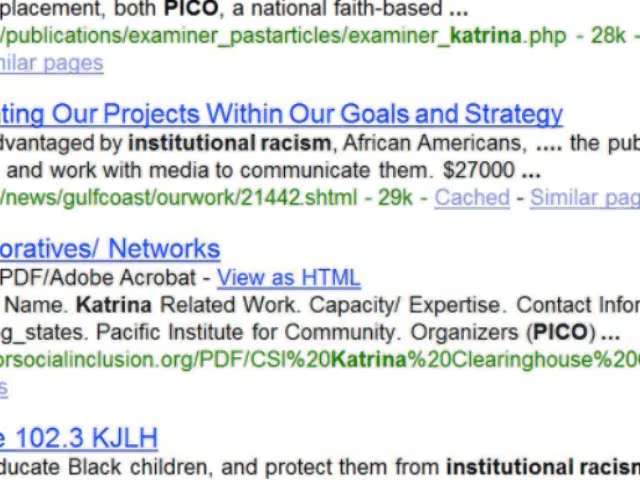 placement, both PICO, a national faith-based ...
/publications/examiner_pastarticles/examiner_katrina.php - 28k -
milar pages
ting Our Projects Within Our Goals and Strategy
dvantaged by institutional racism, African Americans, .... the pub
and work with media to communicate them. $27000 ...
/news/gulfcoast/ourwork/21442.shtml - 29k - Cached - Similar pag
oratives/ Networks
PDF/Adobe Acrobat - View as HTML
Name. Katrina Related Work. Capacity/ Expertise. Contact Infor
ng_states. Pacific Institute for Community. Organizers (PICO) ...
orsocialinclusion.org/PDF/CSI%20Katrina%20Clearinghouse%20
s
e 102.3 KJLH
ducate Black children, and protect them from institutional racism